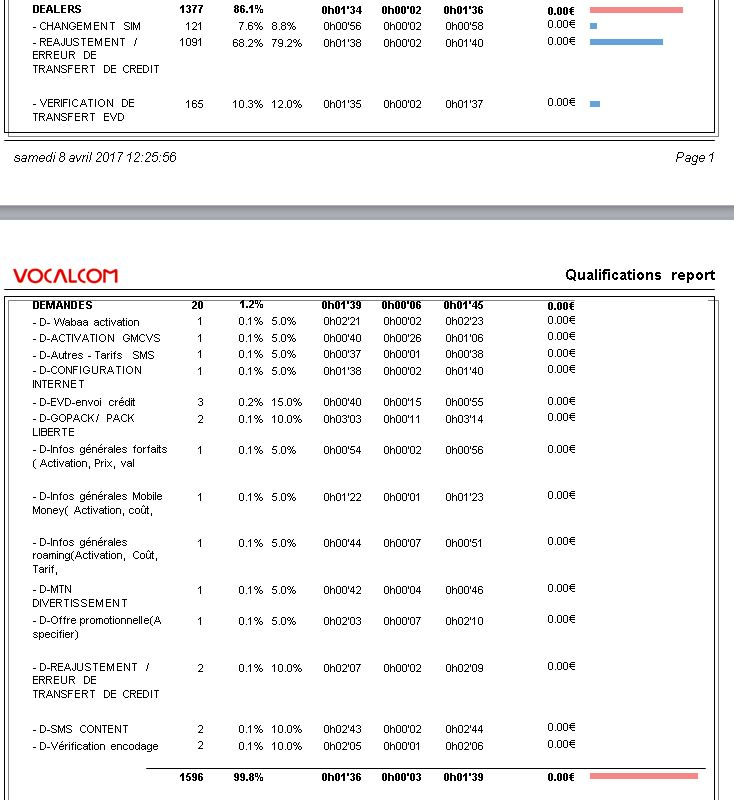 DEALERS 1377 86.1% 0h01'34 0h00'02 0h01'36 0.00€
- CHANGEMENT SIM 121 7.6% 8.8% 0h00'56 0h00'02 0h00'58 0.00€
- REAJUSTEMENT / 1091 68.2% 79.2% 0h01'38 0h00'02 0h01'40 0.00€
ERREUR DE
TRANSFERT DE CREDIT
- VERIFICATION DE 165 10.3% 12.0% 0h01'35 0h00'02 0h01'37 0.00€
TRANSFERT EVD
samedi 8 avril 2017 12:25:56 Page 1
VOCALCOM Qualifications report
DEMANDES 20 1.2% 0h01'39 0h00'06 0h01'45 0.00€
- D- Wabaa activation 1 0.1% 5.0% 0h02'21 0h00'02 0h02'23 0.00€
- D-ACTIVATION GMCVS 1 0.1% 5.0% 0h00'40 0h00'26 0h01'06 0.00€
- D-Autres - Tarifs SMS 1 0.1% 5.0% 0h00'37 0h00'01 0h00'38 0.00€
- D-CONFIGURATION 1 0.1% 5.0% 0h01'38 0h00'02 0h01'40 0.00€
INTERNET
- D-EVD-envoi crédit 3 0.2% 15.0% 0h00'40 0h00'15 0h00'55 0.00€
- D-GOPACK/ PACK 2 0.1% 10.0% 0h03'03 0h00'11 0h03'14 0.00€
LIBERTE
- D-Infos générales forfaits 1 0.1% 5.0% 0h00'54 0h00'02 0h00'56 0.00€
( Activation, Prix, val
- D-Infos générales Mobile 1 0.1% 5.0% 0h01'22 0h00'01 0h01'23 0.00€
Money( Activation, coût,
- D-Infos générales 1 0.1% 5.0% 0h00'44 0h00'07 0h00'51 0.00€
roaming(Activation, Coût,
Tarif,
- D-MTN 1 0.1% 5.0% 0h00'42 0h00'04 0h00'46 0.00€
DIVERTISSEMENT
- D-Offre promotionnelle(A 1 0.1% 5.0% 0h02'03 0h00'07 0h02'10 0.00€
specifier)
- D-REAJUSTEMENT / 2 0.1% 10.0% 0h02'07 0h00'02 0h02'09 0.00€
ERREUR DE
TRANSFERT DE CREDIT
- D-SMS CONTENT 2 0.1% 10.0% 0h02'43 0h00'02 0h02'44 0.00€
- D-Vérification encodage 2 0.1% 10.0% 0h02'05 0h00'01 0h02'06 0.00€
1596 99.8% 0h01'36 0h00'03 0h01'39 0.00€